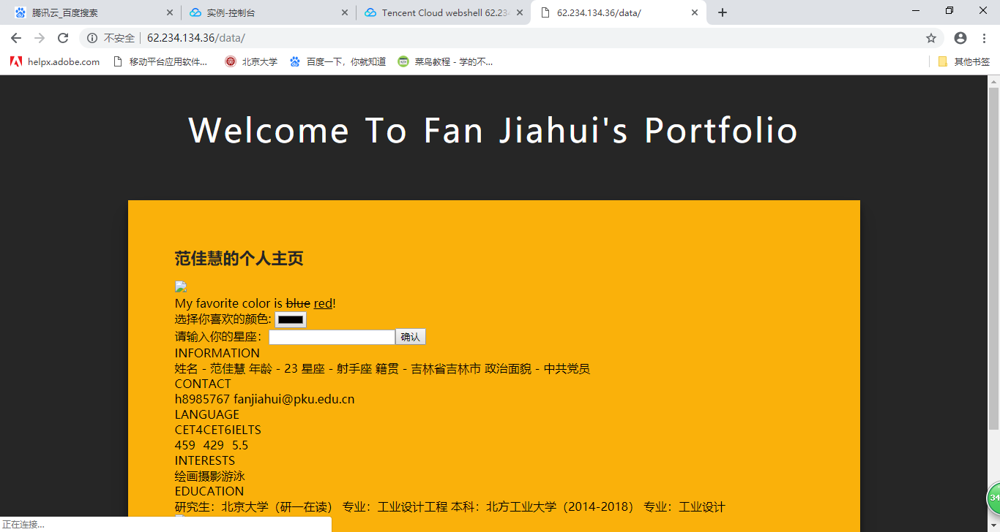 腾讯云_百度搜索
实例-控制台
Tencent Cloud webshell 62.23
62.234.134.36/data/
不安全
62.234.134.36/data/
helpx.adobe.com
移动平台应用软件...
北京大学
百度一下，你就知道
菜鸟教程 - 学的不...
其他书签
Welcome To Fan Jiahui's Portfolio
范佳慧的个人主页
My favorite color is blue red!
选择你喜欢的颜色:
请输入你的星座：
确认
INFORMATION
姓名 - 范佳慧 年龄 - 23 星座 - 射手座 籍贯 - 吉林省吉林市 政治面貌 - 中共党员
CONTACT
h8985767 fanjiahui@pku.edu.cn
LANGUAGE
CET4CET6IELTS
459 429 5.5
INTERESTS
绘画摄影游泳
EDUCATION
研究生：北京大学（研一在读） 专业：工业设计工程 本科：北方工业大学（2014-2018） 专业：工业设计
34
正在连接...